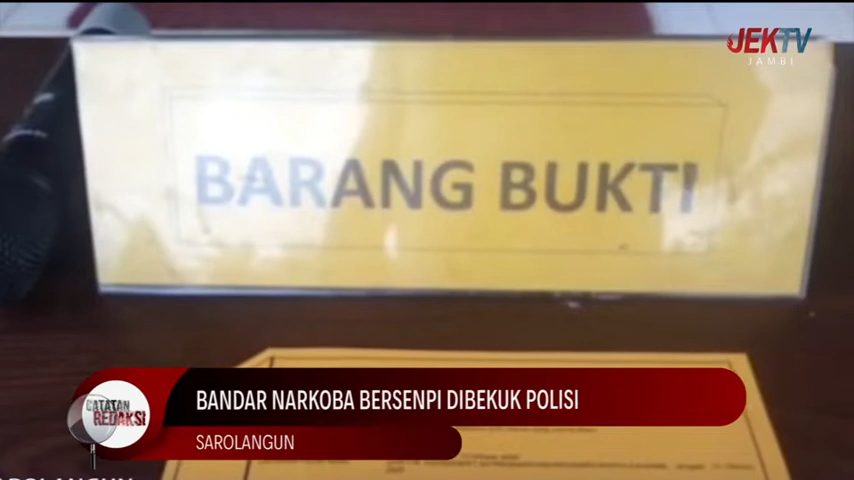 JEKTV
JAMBI
BARANG BUKTI
BANDAR NARKOBA BERSENPI DIBEKUK POLISI
CATATAN
REDAKSI
SAROLANGUN